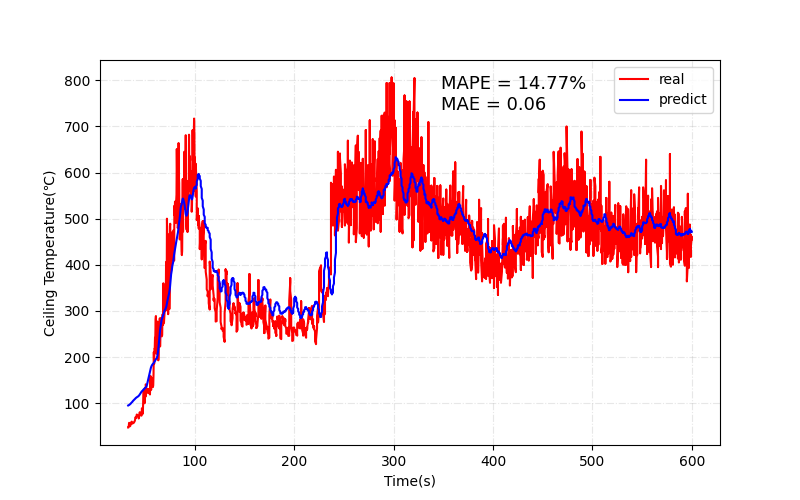 MAPE = 14.77%
MAE = 0.06
real
predict
800
700
600
500
400
300
200
100
Ceiling Temperature(℃)
100 200 300 400 500 600
Time(s)